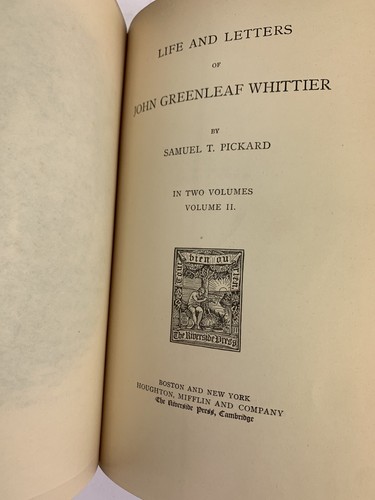 LIFE AND LETTERS
OF
JOHN GREENLEAF WHITTIER
BY
SAMUEL T. PICKARD
IN TWO VOLUMES
VOLUME II.
Tout bien ou rien
The Riverside Press
BOSTON AND NEW YORK
HOUGHTON, MIFFLIN AND COMPANY
The Riverside Press, Cambridge